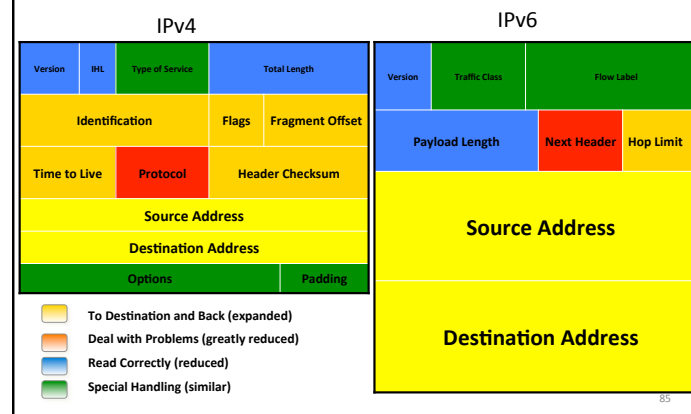 IPv4
IPv6
Version IHL Type of Service Total Length
Identification Flags Fragment Offset
Time to Live Protocol Header Checksum
Source Address
Destination Address
Options Padding
Version Traffic Class Flow Label
Payload Length Next Header Hop Limit
Source Address
Destination Address
To Destination and Back (expanded)
Deal with Problems (greatly reduced)
Read Correctly (reduced)
Special Handling (similar)
85